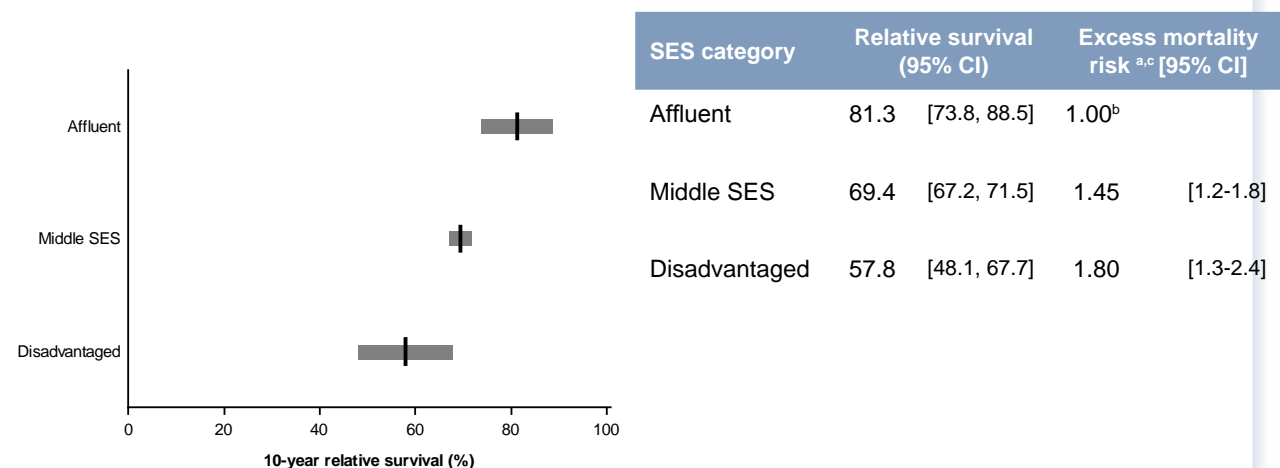 Affluent
Middle SES
Disadvantaged
0 20 40 60 80 100
10-year relative survival (%)
SES category Relative survival (95% CI) Excess mortality risk a,c [95% CI]
Affluent 81.3 [73.8, 88.5] 1.00b
Middle SES 69.4 [67.2, 71.5] 1.45 [1.2-1.8]
Disadvantaged 57.8 [48.1, 67.7] 1.80 [1.3-2.4]